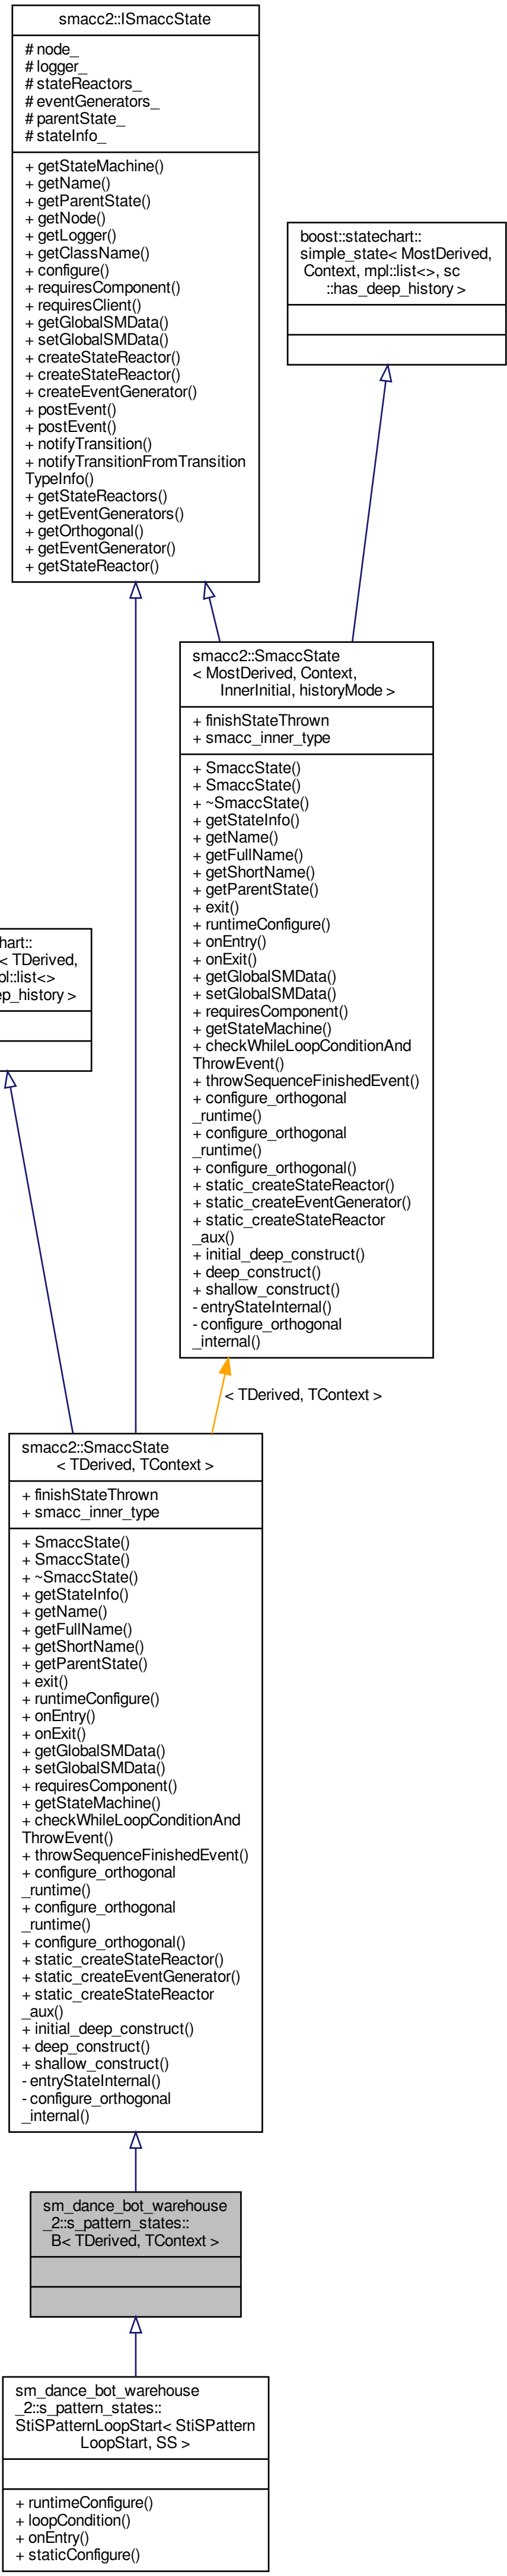 smacc2::ISmaccState
# node_
# logger_
# stateReactors_
# eventGenerators_
# parentState_
# stateInfo_
+ getStateMachine()
+ getName()
+ getParentState()
+ getNode()
+ getLogger()
+ getClassName()
+ configure()
+ requiresComponent()
+ requiresClient()
+ getGlobalSMData()
+ setGlobalSMData()
+ createStateReactor()
+ createStateReactor()
+ createEventGenerator()
+ postEvent()
+ postEvent()
+ notifyTransition()
+ notifyTransitionFromTransition
TypeInfo()
+ getStateReactors()
+ getEventGenerators()
+ getOrthogonal()
+ getEventGenerator()
+ getStateReactor()
boost::statechart::
simple_state< MostDerived,
Context, mpl::list<>, sc
::has_deep_history >
smacc2::SmaccState
< MostDerived, Context,
InnerInitial, historyMode >
+ finishStateThrown
+ smacc_inner_type
+ SmaccState()
+ SmaccState()
+ ~SmaccState()
+ getStateInfo()
+ getName()
+ getFullName()
+ getShortName()
+ getParentState()
+ exit()
+ runtimeConfigure()
+ onEntry()
+ onExit()
+ getGlobalSMData()
+ setGlobalSMData()
+ requiresComponent()
+ getStateMachine()
+ checkWhileLoopConditionAnd
ThrowEvent()
+ throwSequenceFinishedEvent()
+ configure_orthogonal
_runtime()
+ configure_orthogonal
_runtime()
+ configure_orthogonal()
+ static_createStateReactor()
+ static_createEventGenerator()
+ static_createStateReactor
_aux()
+ initial_deep_construct()
+ deep_construct()
+ shallow_construct()
- entryStateInternal()
- configure_orthogonal
_internal()
hart::
< TDerived,
pl::list<>
ep_history >
< TDerived, TContext >
smacc2::SmaccState
< TDerived, TContext >
+ finishStateThrown
+ smacc_inner_type
+ SmaccState()
+ SmaccState()
+ ~SmaccState()
+ getStateInfo()
+ getName()
+ getFullName()
+ getShortName()
+ getParentState()
+ exit()
+ runtimeConfigure()
+ onEntry()
+ onExit()
+ getGlobalSMData()
+ setGlobalSMData()
+ requiresComponent()
+ getStateMachine()
+ checkWhileLoopConditionAnd
ThrowEvent()
+ throwSequenceFinishedEvent()
+ configure_orthogonal
_runtime()
+ configure_orthogonal
_runtime()
+ configure_orthogonal()
+ static_createStateReactor()
+ static_createEventGenerator()
+ static_createStateReactor
_aux()
+ initial_deep_construct()
+ deep_construct()
+ shallow_construct()
- entryStateInternal()
- configure_orthogonal
_internal()
sm_dance_bot_warehouse
_2::s_pattern_states::
B< TDerived, TContext >
sm_dance_bot_warehouse
_2::s_pattern_states::
StiSPatternLoopStart< StiSPattern
LoopStart, SS >
+ runtimeConfigure()
+ loopCondition()
+ onEntry()
+ staticConfigure()